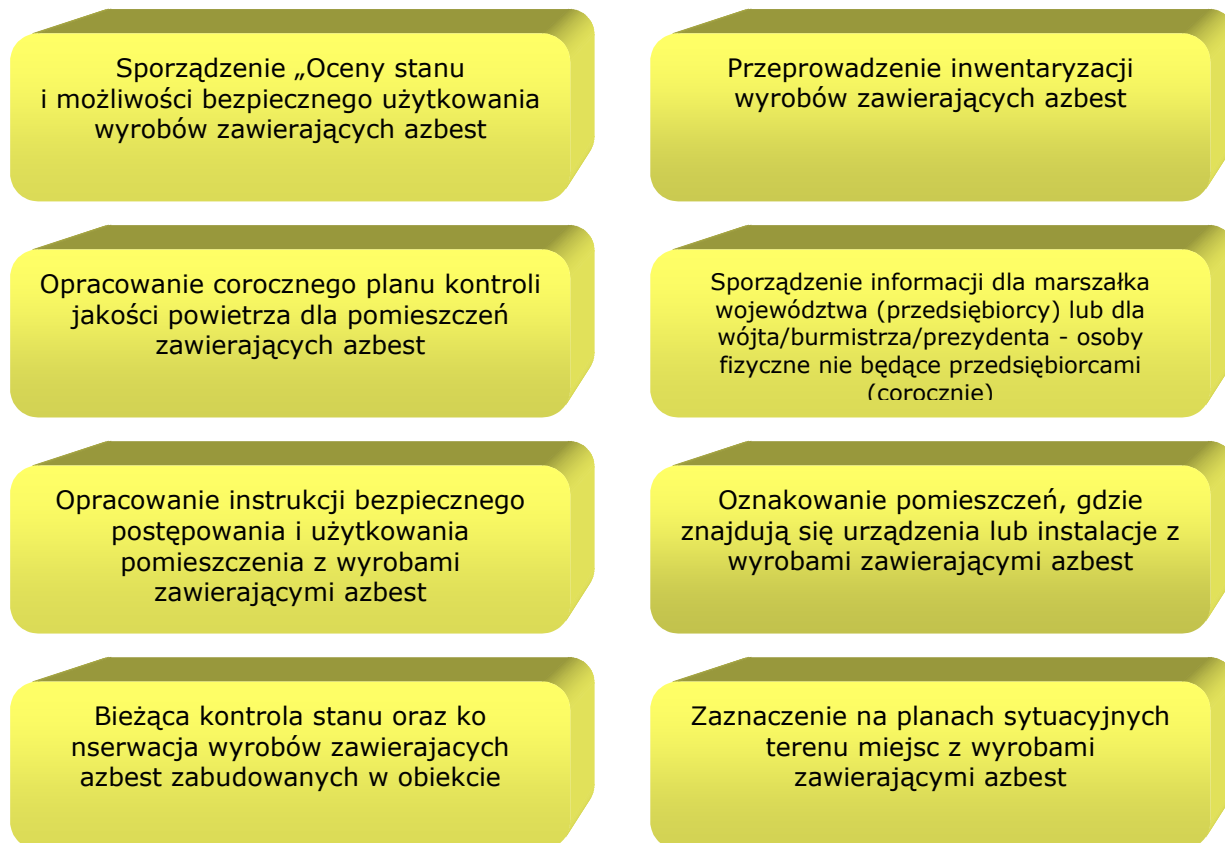 Sporządzenie „Oceny stanu
i możliwości bezpiecznego użytkowania
wyrobów zawierających azbest
Przeprowadzenie inwentaryzacji
wyrobów zawierających azbest
Opracowanie corocznego planu kontroli
jakości powietrza dla pomieszczeń
zawierających azbest
Sporządzenie informacji dla marszałka
województwa (przedsiębiorcy) lub dla
wójta/burmistrza/prezydenta - osoby
fizyczne nie będące przedsiębiorcami
(corocznie)
Opracowanie instrukcji bezpiecznego
postępowania i użytkowania
pomieszczenia z wyrobami
zawierającymi azbest
Oznakowanie pomieszczeń, gdzie
znajdują się urządzenia lub instalacje z
wyrobami zawierającymi azbest
Bieżąca kontrola stanu oraz ko
nserwacja wyrobów zawierajacych
azbest zabudowanych w obiekcie
Zaznaczenie na planach sytuacyjnych
terenu miejsc z wyrobami
zawierającymi azbest